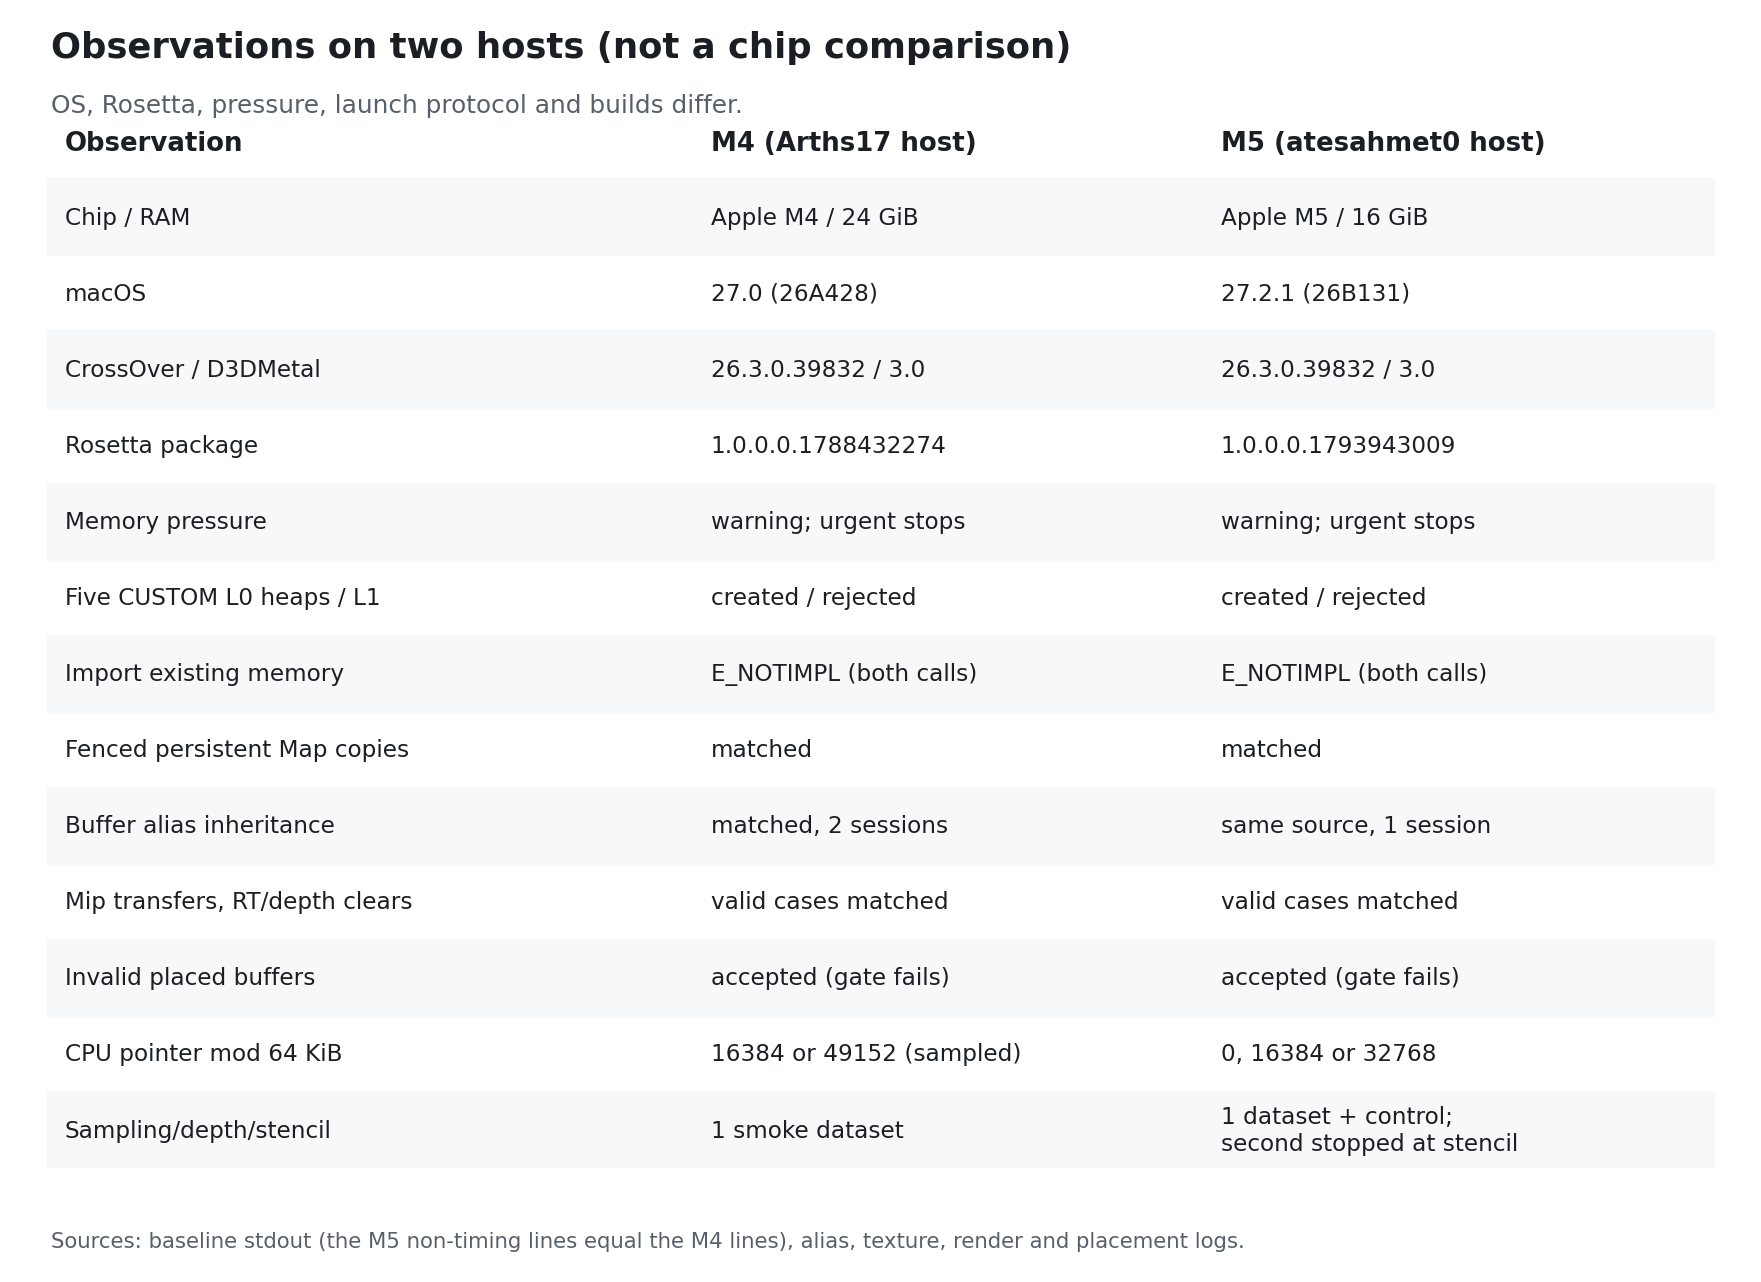 Observations on two hosts (not a chip comparison)
OS, Rosetta, pressure, launch protocol and builds differ.
Observation M4 (Arths17 host) M5 (atesahmet0 host)
Chip / RAM Apple M4 / 24 GiB Apple M5 / 16 GiB
macOS 27.0 (26A428) 27.2.1 (26B131)
CrossOver / D3DMetal 26.3.0.39832 / 3.0 26.3.0.39832 / 3.0
Rosetta package 1.0.0.0.1788432274 1.0.0.0.1793943009
Memory pressure warning; urgent stops warning; urgent stops
Five CUSTOM L0 heaps / L1 created / rejected created / rejected
Import existing memory E_NOTIMPL (both calls) E_NOTIMPL (both calls)
Fenced persistent Map copies matched matched
Buffer alias inheritance matched, 2 sessions same source, 1 session
Mip transfers, RT/depth clears valid cases matched valid cases matched
Invalid placed buffers accepted (gate fails) accepted (gate fails)
CPU pointer mod 64 KiB 16384 or 49152 (sampled) 0, 16384 or 32768
Sampling/depth/stencil 1 smoke dataset 1 dataset + control;
second stopped at stencil
Sources: baseline stdout (the M5 non-timing lines equal the M4 lines), alias, texture, render and placement logs.